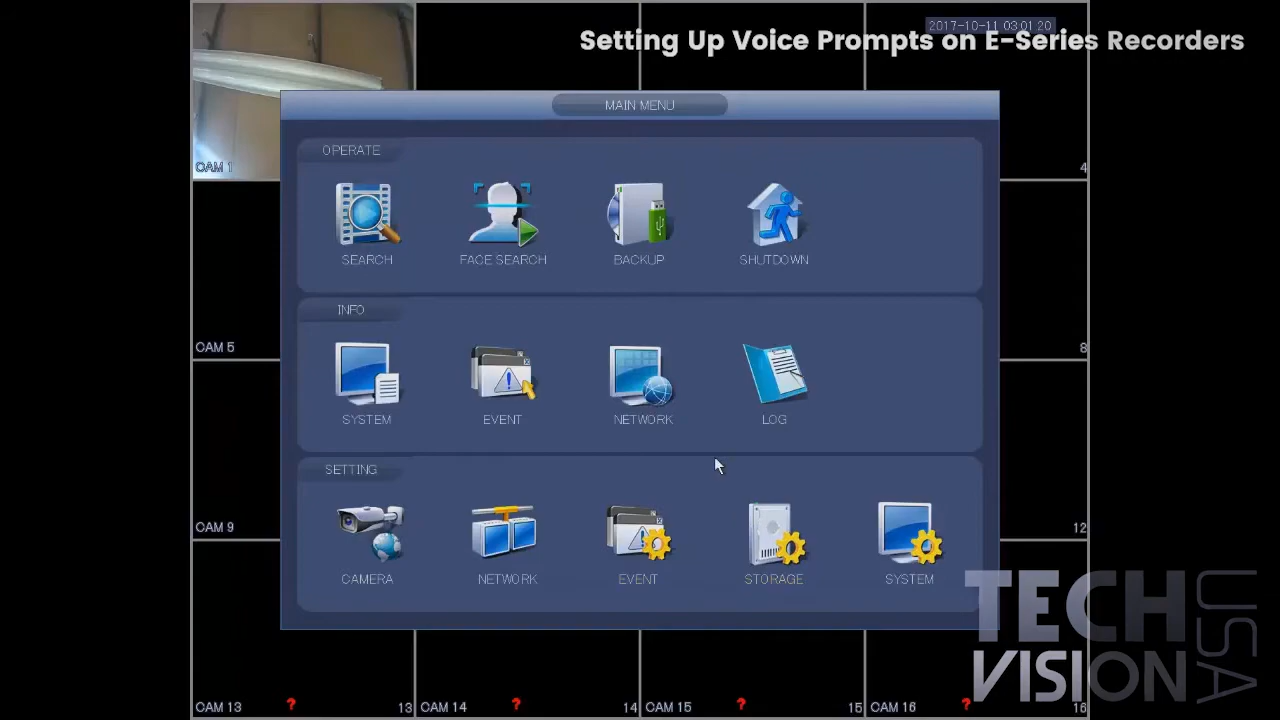 2017-10-11 03:01:20
Setting Up Voice Prompts on E-Series Recorders
MAIN MENU
OPERATE
CAM 1
4
SEARCH
FACE SEARCH
BACKUP
SHUTDOWN
INFO
CAM 5
8
SYSTEM
EVENT
NETWORK
LOG
SETTING
CAM 9
12
CAMERA
NETWORK
EVENT
STORAGE
SYSTEM
TECH
VISION
USA
CAM 13
?
13
CAM 14
?
14
CAM 15
?
15
CAM 16
?
16